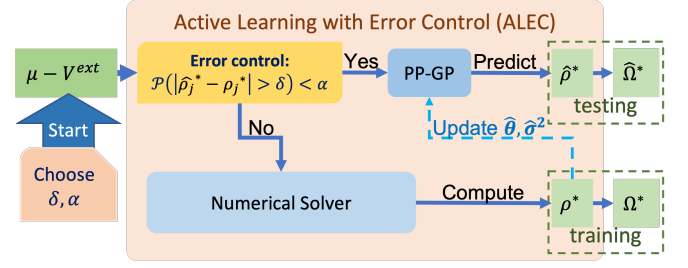 Active Learning with Error Control (ALEC)
μ − V^{ext}
Error control:
𝒫(|ρ̂_j^* − ρ_j^*| > δ) < α
Yes
PP-GP
Predict
ρ̂^*
Ω̂^*
testing
Start
No
Update θ̂, σ̂²
Choose
δ, α
Numerical Solver
Compute
ρ^*
Ω^*
training